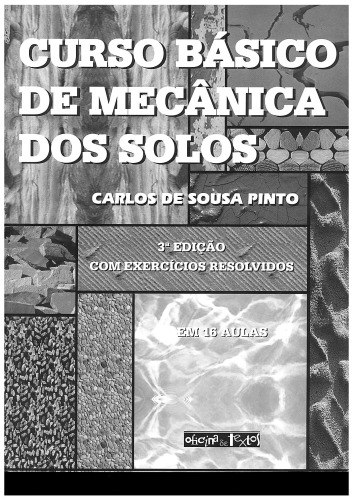 CURSO BÁSICO
DE MECÂNICA
DOS SOLOS
CARLOS DE SOUSA PINTO
3ª EDIÇÃO
COM EXERCÍCIOS RESOLVIDOS
EM 16 AULAS
oficina de textos